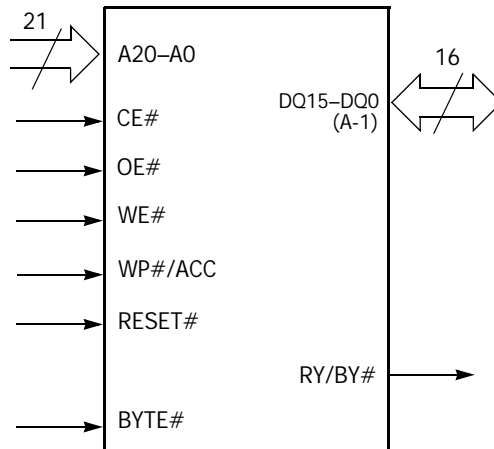 21
A20–A0
16
DQ15–DQ0
(A-1)
CE#
OE#
WE#
WP#/ACC
RESET#
RY/BY#
BYTE#